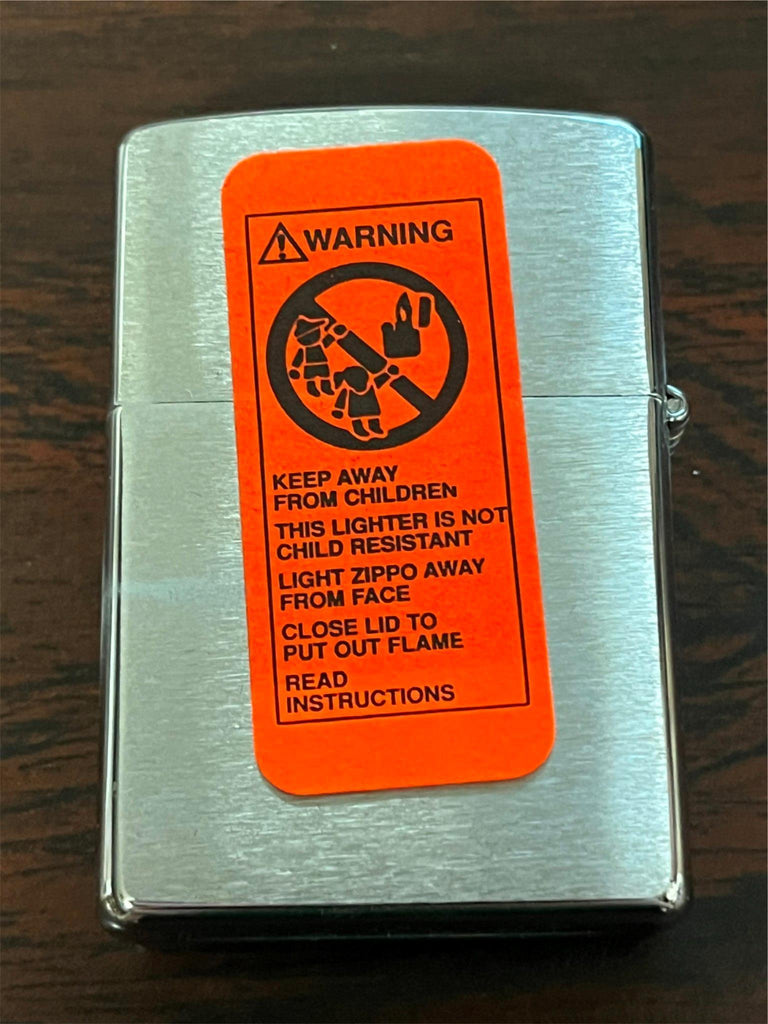 WARNING
KEEP AWAY
FROM CHILDREN
THIS LIGHTER IS NOT
CHILD RESISTANT
LIGHT ZIPPO AWAY
FROM FACE
CLOSE LID TO
PUT OUT FLAME
READ
INSTRUCTIONS